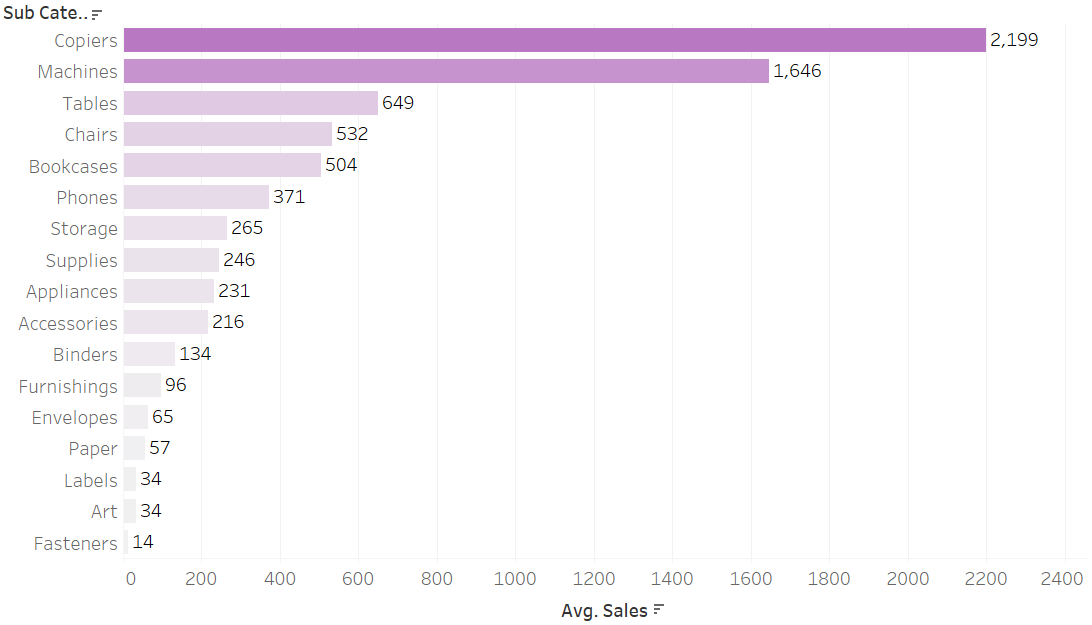 Sub Cate..
Copiers 2,199
Machines 1,646
Tables 649
Chairs 532
Bookcases 504
Phones 371
Storage 265
Supplies 246
Appliances 231
Accessories 216
Binders 134
Furnishings 96
Envelopes 65
Paper 57
Labels 34
Art 34
Fasteners 14
0 200 400 600 800 1000 1200 1400 1600 1800 2000 2200 2400
Avg. Sales